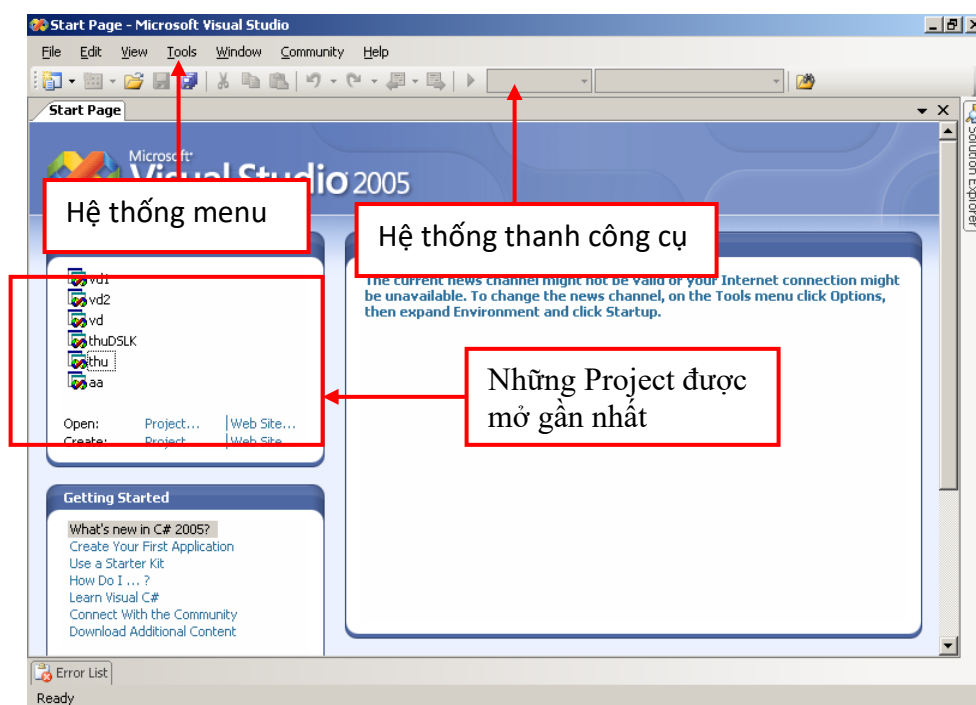 Start Page - Microsoft Visual Studio
File Edit View Tools Window Community Help
Start Page
Solution Explorer
Microsoft
Visual Studio 2005
Hệ thống menu
Hệ thống thanh công cụ
vd1
vd2
vd
thuDSLK
thu
aa
The current news channel might not be valid or your Internet connection might
be unavailable. To change the news channel, on the Tools menu click Options,
then expand Environment and click Startup.
Những Project được
mở gần nhất
Open: Project... Web Site...
Create: Project Web Site
Getting Started
What's new in C# 2005?
Create Your First Application
Use a Starter Kit
How Do I ... ?
Learn Visual C#
Connect With the Community
Download Additional Content
Error List
Ready